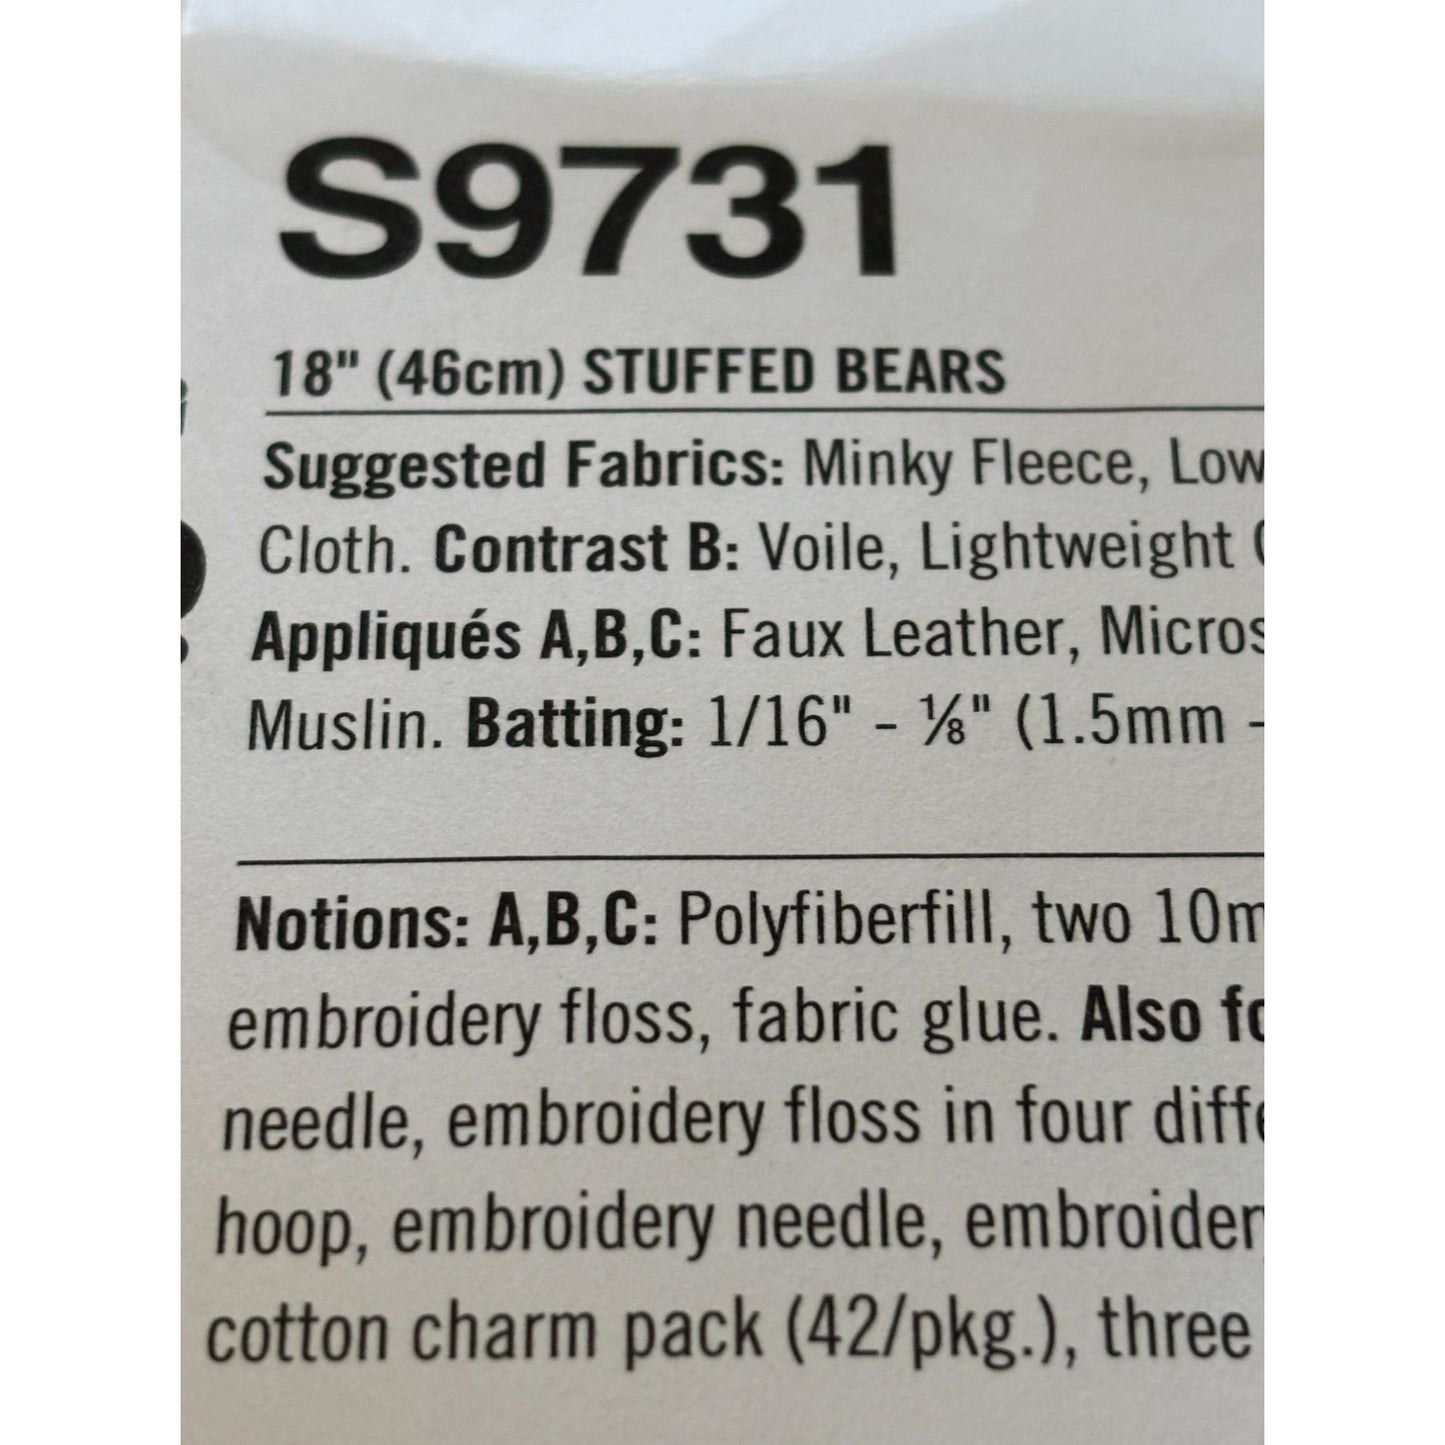 S9731
18" (46cm) STUFFED BEARS
Suggested Fabrics: Minky Fleece, Low
Cloth. Contrast B: Voile, Lightweight
Appliqués A,B,C: Faux Leather, Micros
Muslin. Batting: 1/16" - ⅛" (1.5mm -
Notions: A,B,C: Polyfiberfill, two 10m
embroidery floss, fabric glue. Also fo
needle, embroidery floss in four diffe
hoop, embroidery needle, embroider
cotton charm pack (42/pkg.), three